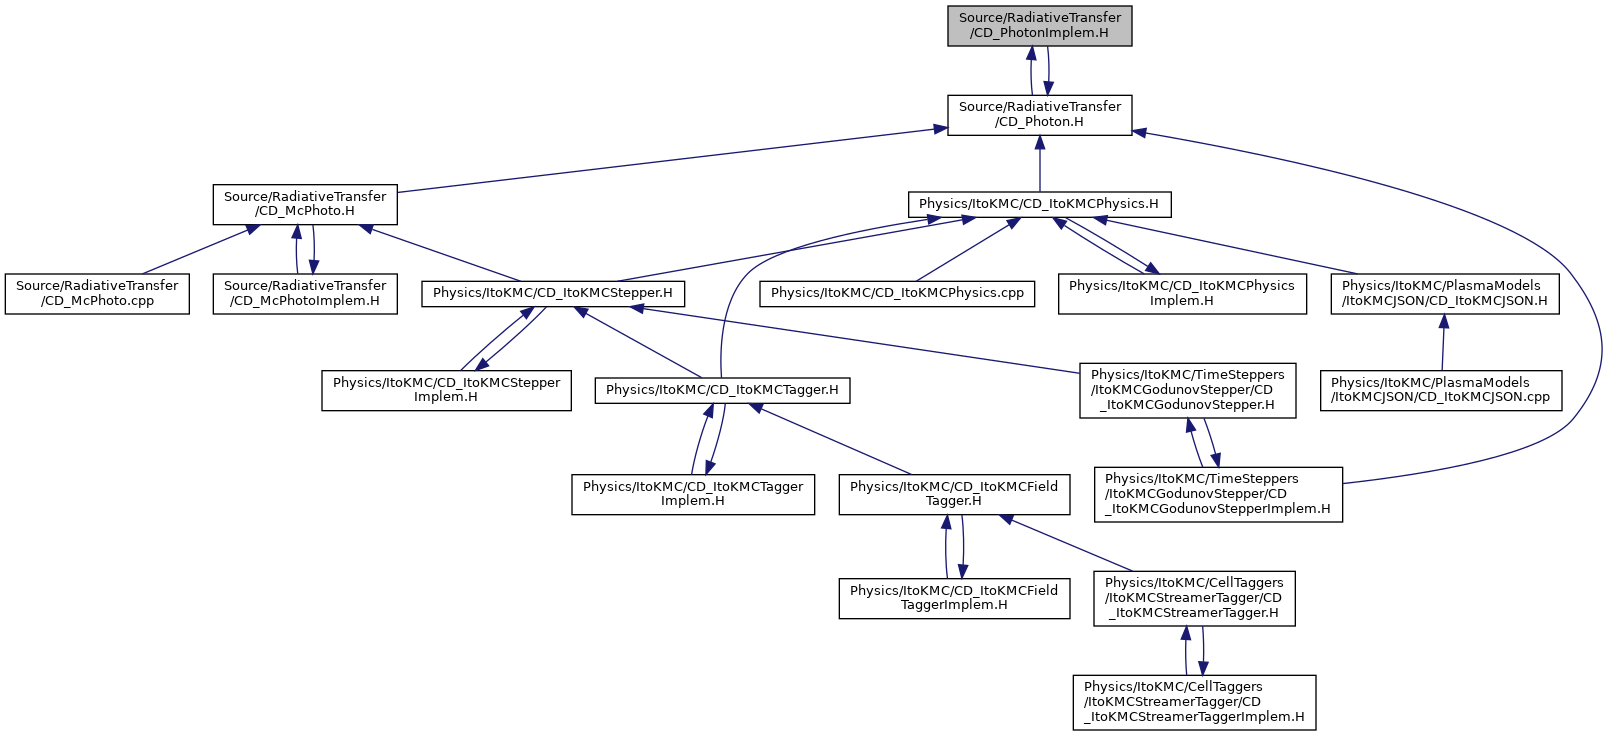 Source/RadiativeTransfer
/CD_PhotonImplem.H
Source/RadiativeTransfer
/CD_Photon.H
Source/RadiativeTransfer
/CD_McPhoto.H
Physics/ItoKMC/CD_ItoKMCPhysics.H
Source/RadiativeTransfer
/CD_McPhoto.cpp
Source/RadiativeTransfer
/CD_McPhotoImplem.H
Physics/ItoKMC/CD_ItoKMCStepper.H
Physics/ItoKMC/CD_ItoKMCPhysics.cpp
Physics/ItoKMC/CD_ItoKMCPhysics
Implem.H
Physics/ItoKMC/PlasmaModels
/ItoKMCJSON/CD_ItoKMCJSON.H
Physics/ItoKMC/CD_ItoKMCStepper
Implem.H
Physics/ItoKMC/CD_ItoKMCTagger.H
Physics/ItoKMC/TimeSteppers
/ItoKMCGodunovStepper/CD
_ItoKMCGodunovStepper.H
Physics/ItoKMC/PlasmaModels
/ItoKMCJSON/CD_ItoKMCJSON.cpp
Physics/ItoKMC/CD_ItoKMCTagger
Implem.H
Physics/ItoKMC/CD_ItoKMCField
Tagger.H
Physics/ItoKMC/TimeSteppers
/ItoKMCGodunovStepper/CD
_ItoKMCGodunovStepperImplem.H
Physics/ItoKMC/CD_ItoKMCField
TaggerImplem.H
Physics/ItoKMC/CellTaggers
/ItoKMCStreamerTagger/CD
_ItoKMCStreamerTagger.H
Physics/ItoKMC/CellTaggers
/ItoKMCStreamerTagger/CD
_ItoKMCStreamerTaggerImplem.H